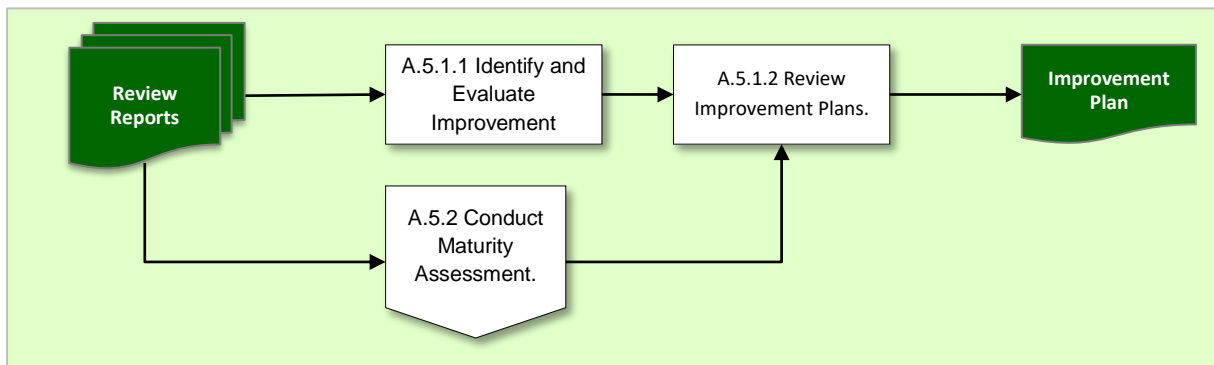 Review
Reports
A.5.1.1 Identify and
Evaluate
Improvement
A.5.1.2 Review
Improvement Plans.
Improvement
Plan
A.5.2 Conduct
Maturity
Assessment.